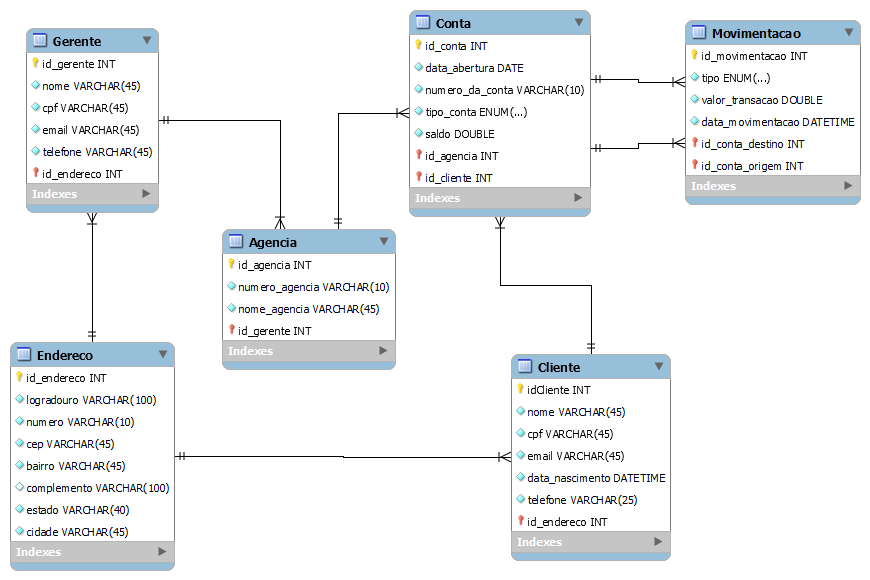 Gerente
id_gerente INT
nome VARCHAR(45)
cpf VARCHAR(45)
email VARCHAR(45)
telefone VARCHAR(45)
id_endereco INT
Indexes
Conta
id_conta INT
data_abertura DATE
numero_da_conta VARCHAR(10)
tipo_conta ENUM(...)
saldo DOUBLE
id_agencia INT
id_cliente INT
Indexes
Movimentacao
id_movimentacao INT
tipo ENUM(...)
valor_transacao DOUBLE
data_movimentacao DATETIME
id_conta_destino INT
id_conta_origem INT
Indexes
Agencia
id_agencia INT
numero_agencia VARCHAR(10)
nome_agencia VARCHAR(45)
id_gerente INT
Indexes
Endereco
id_endereco INT
logradouro VARCHAR(100)
numero VARCHAR(10)
cep VARCHAR(45)
bairro VARCHAR(45)
complemento VARCHAR(100)
estado VARCHAR(40)
cidade VARCHAR(45)
Indexes
Cliente
idCliente INT
nome VARCHAR(45)
cpf VARCHAR(45)
email VARCHAR(45)
data_nascimento DATETIME
telefone VARCHAR(25)
id_endereco INT
Indexes